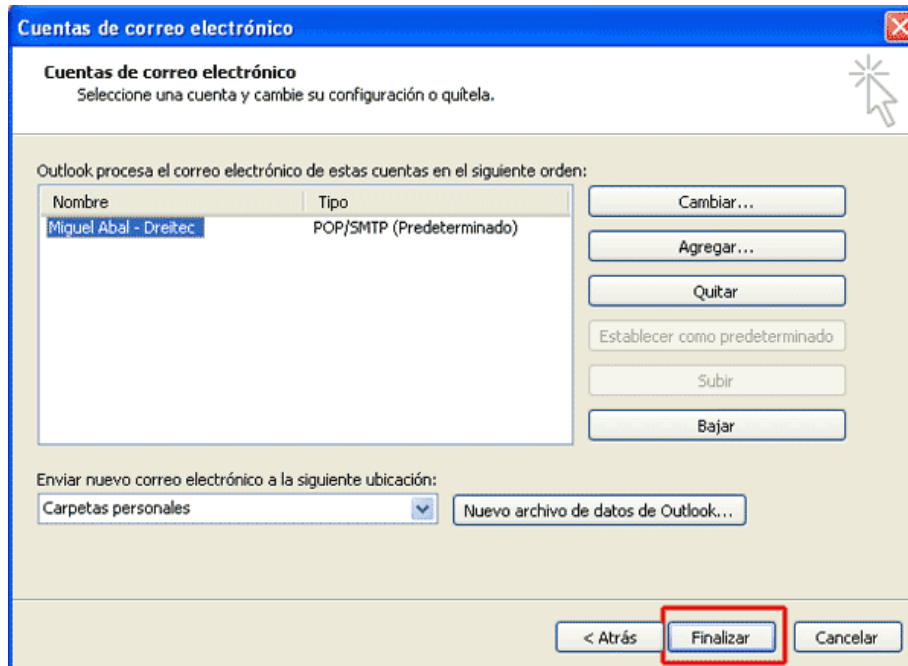 Cuentas de correo electrónico
Cuentas de correo electrónico
Seleccione una cuenta y cambie su configuración o quítela.
Outlook procesa el correo electrónico de estas cuentas en el siguiente orden:
Nombre Tipo
Miguel Abal - Dreitec POP/SMTP (Predeterminado)
Cambiar...
Agregar...
Quitar
Establecer como predeterminado
Subir
Bajar
Enviar nuevo correo electrónico a la siguiente ubicación:
Carpetas personales Nuevo archivo de datos de Outlook...
< Atrás Finalizar Cancelar